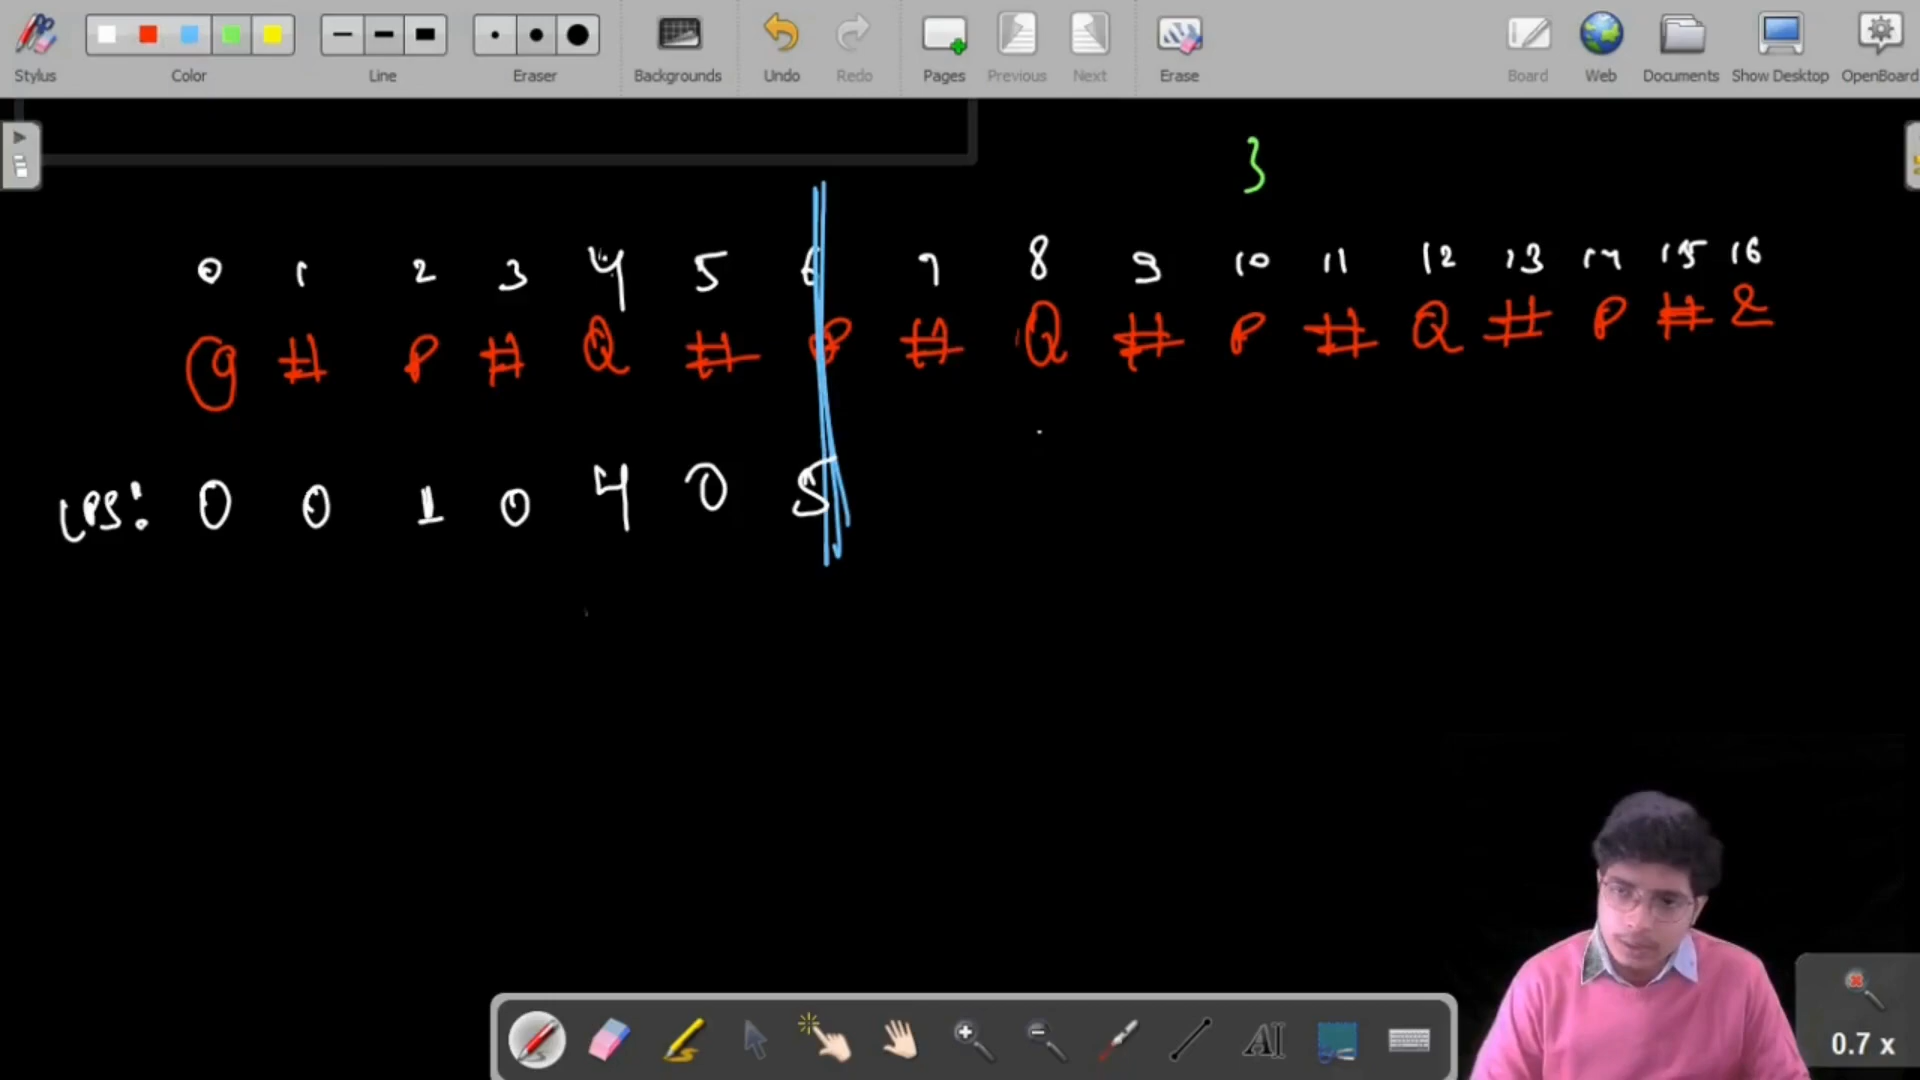 Stylus Color Line Eraser Backgrounds Undo Redo Pages Previous Next Erase Board Web Documents Show Desktop OpenBoard
}
0 1 2 3 4 5 6 7 8 9 10 11 12 13 14 15 16
@ # P # Q # P # Q # P # Q # P # &
LPS: 0 0 1 0 4 0 5
AI
0.7 x